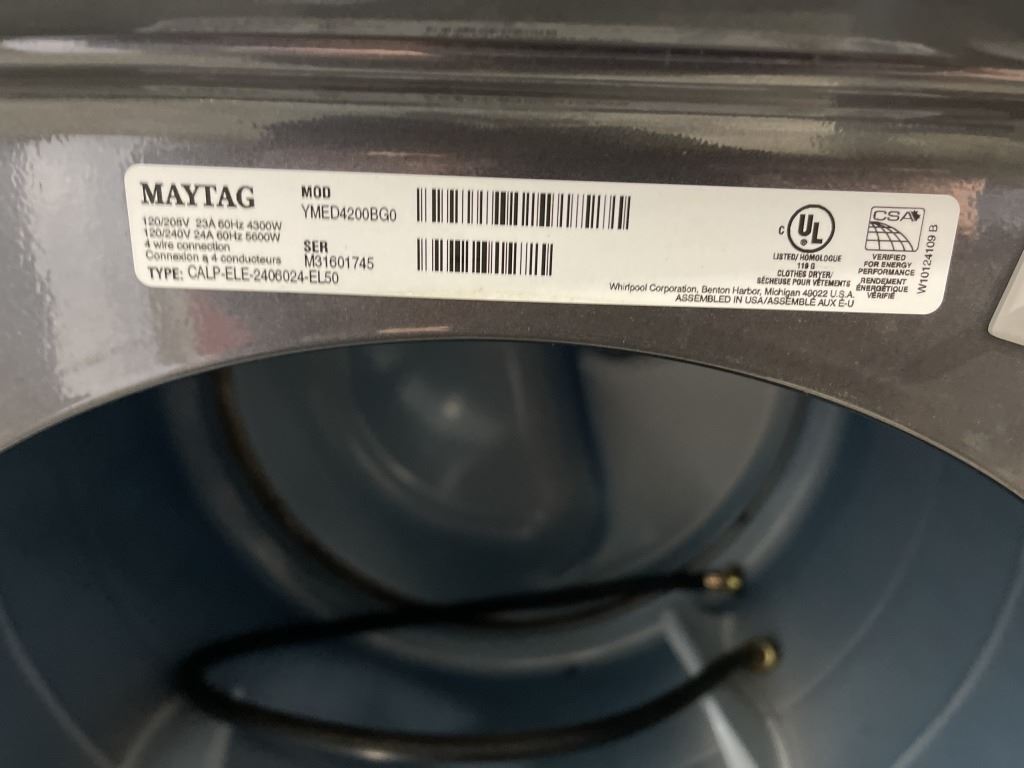 MAYTAG
120/208V 23A 60Hz 4300W
120/240V 24A 60Hz 5600W
4 wire connection
Connexion à 4 conducteurs
TYPE: CALP-ELE-2406024-EL50
MOD
YMED4200BG0
SER
M31601745
C UL
LISTED/HOMOLOGUÉ
119 G
CLOTHES DRYER/
SÉCHEUSE POUR VÊTEMENTS
CSA
VERIFIED
FOR ENERGY
PERFORMANCE
RENDEMENT
ÉNERGÉTIQUE
VÉRIFIÉ
Whirlpool Corporation, Benton Harbor, Michigan 49022 U.S.A.
ASSEMBLED IN USA/ASSEMBLÉ AUX É-U
W10124109 B